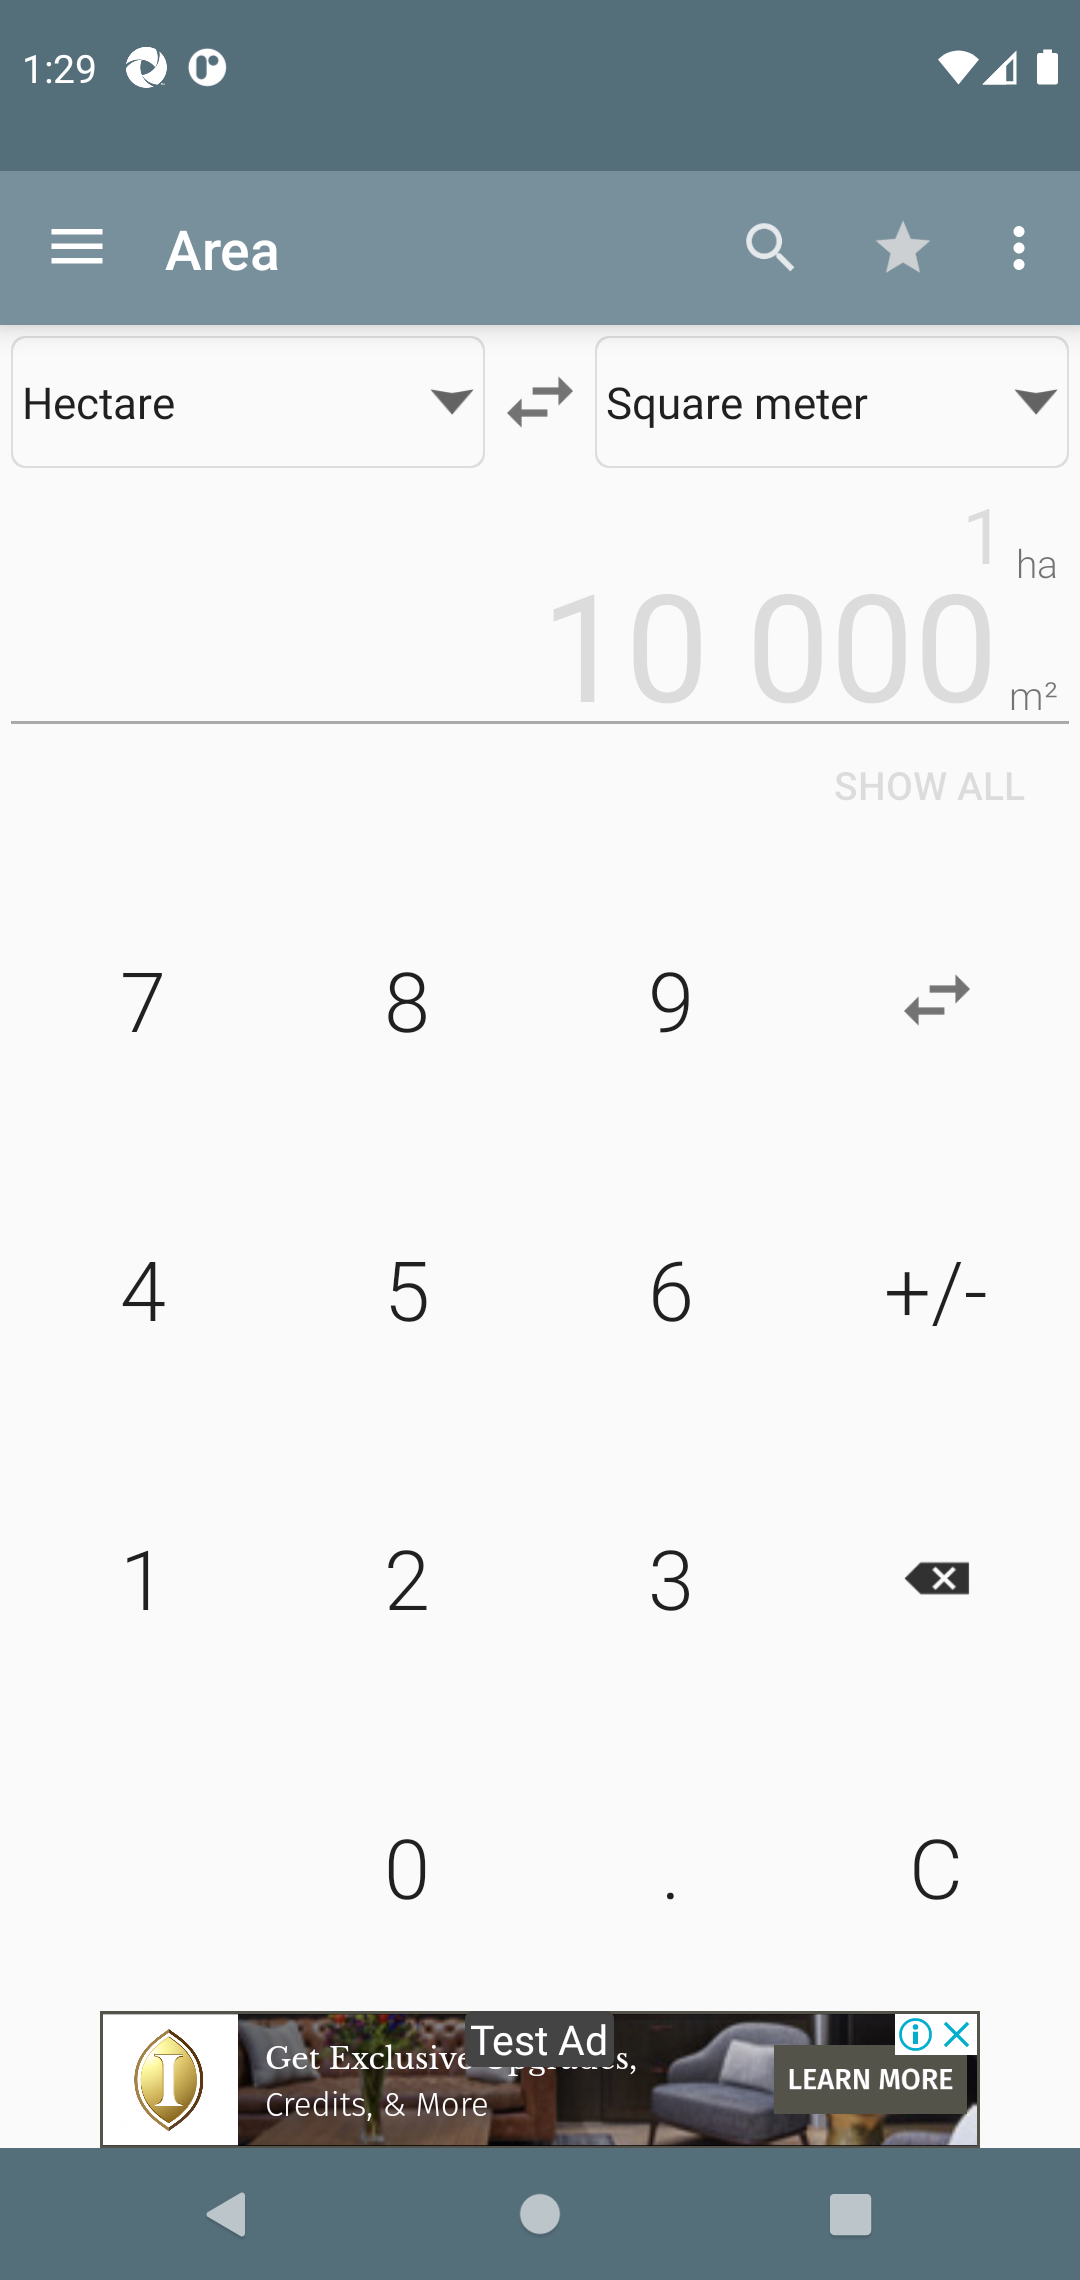 1:29
Area
Hectare
Square meter
1 ha
10 000 m²
SHOW ALL
7 8 9
4 5 6 +/-
1 2 3
0 . C
Test Ad
Get Exclusive Upgrades,
Credits, & More
LEARN MORE